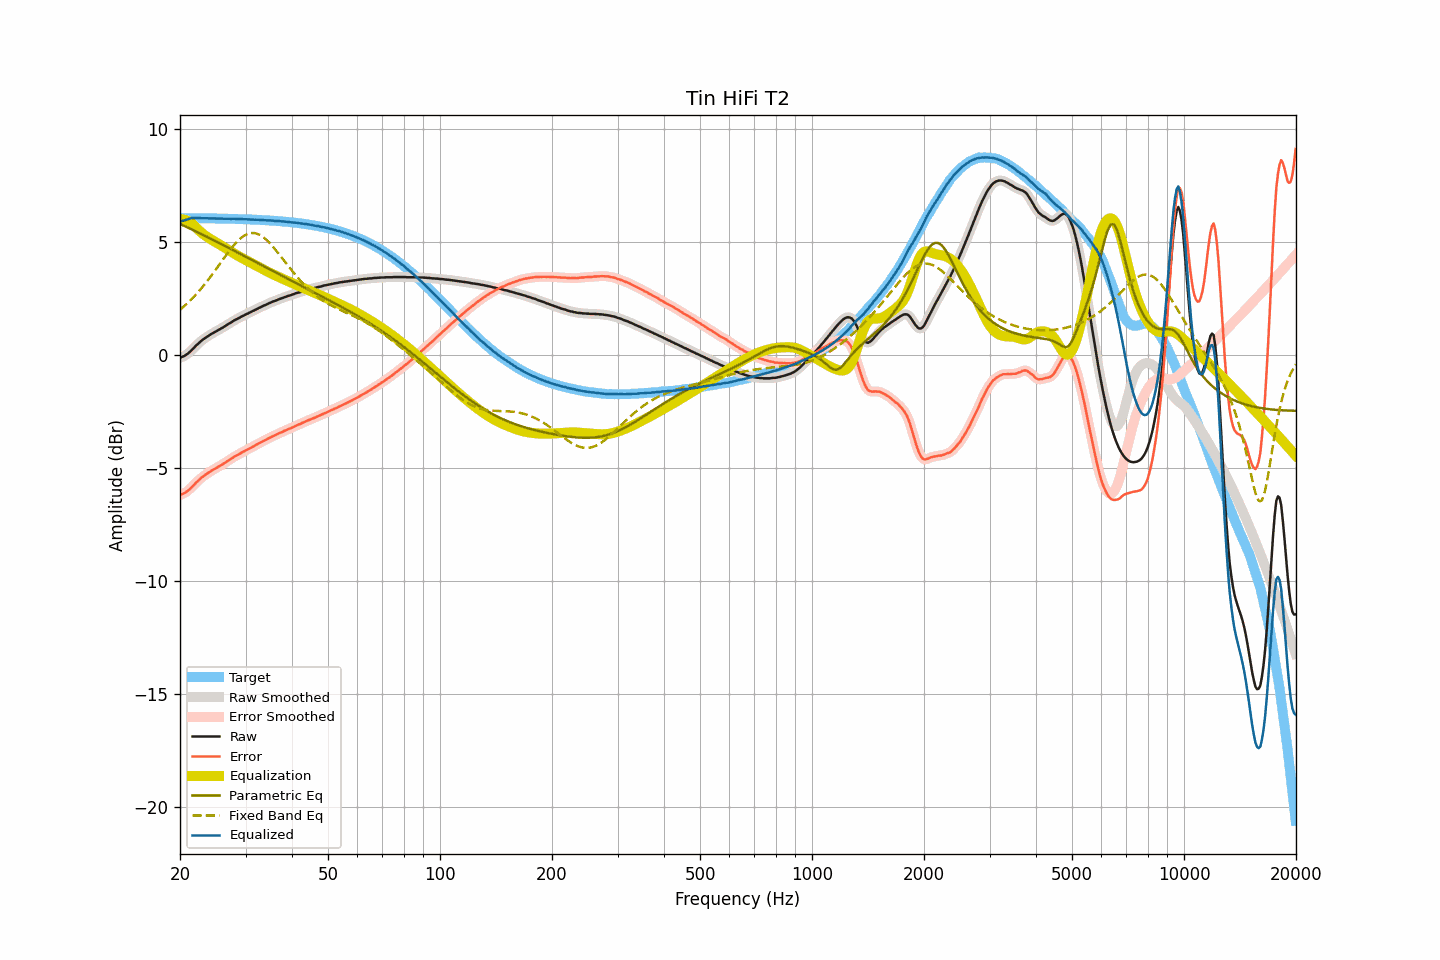 Tin HiFi T2
10
5
0
−5
−10
−15
−20
Amplitude (dBr)
Target
Raw Smoothed
Error Smoothed
Raw
Error
Equalization
Parametric Eq
Fixed Band Eq
Equalized
20 50 100 200 500 1000 2000 5000 10000 20000
Frequency (Hz)